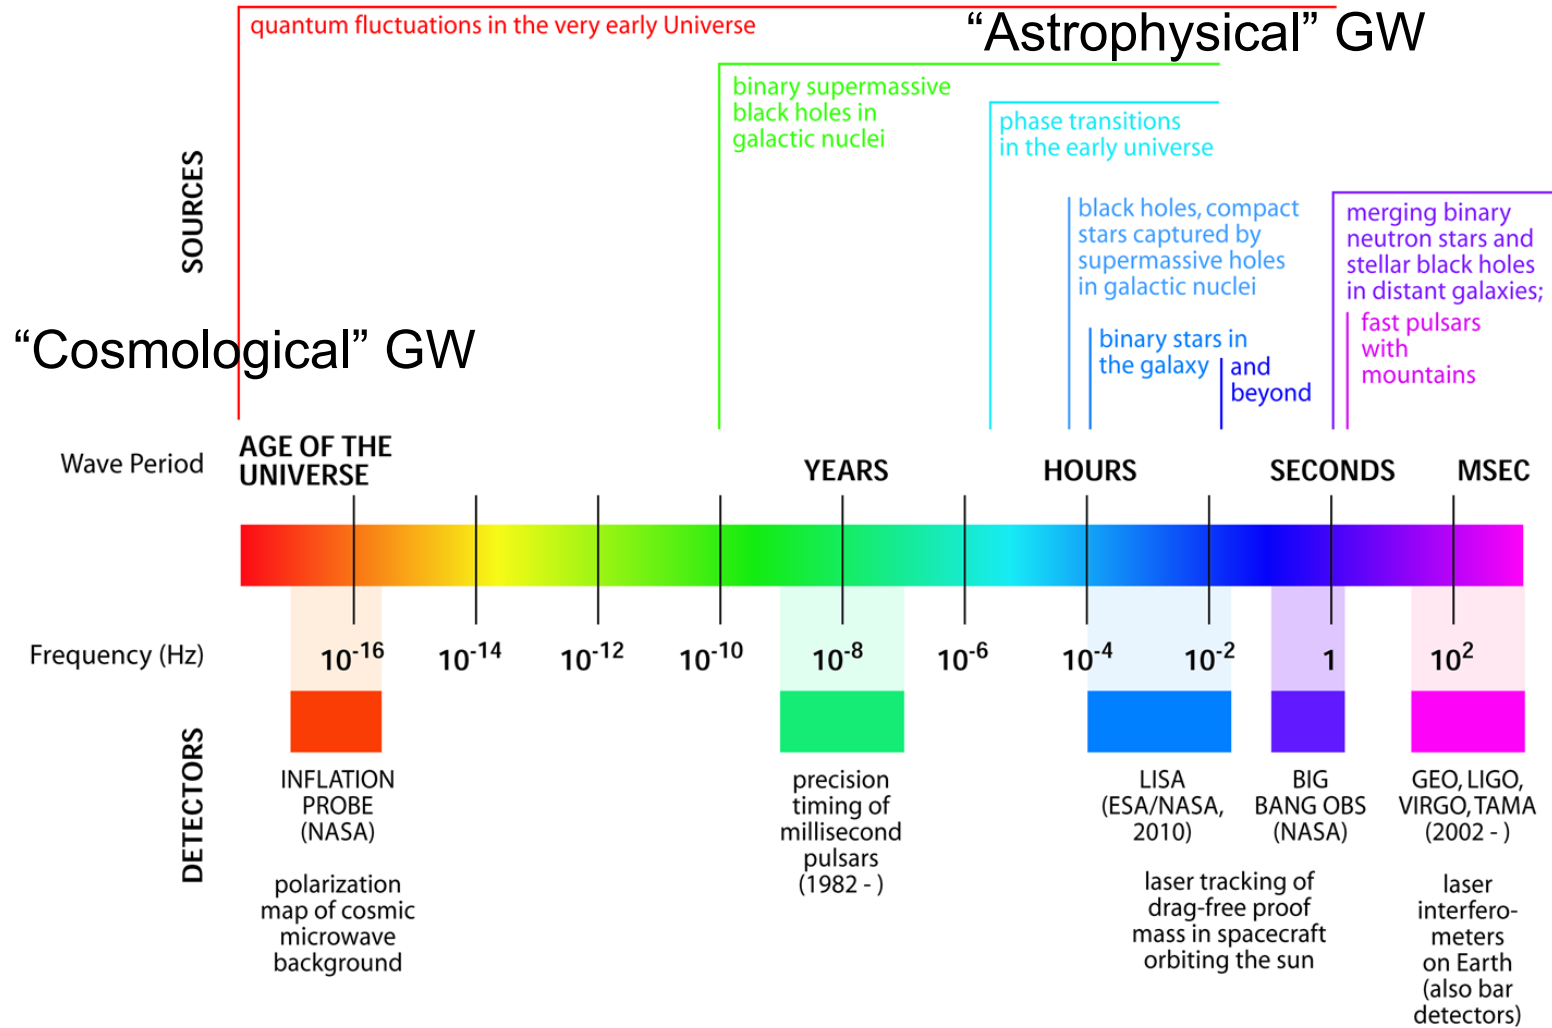 quantum fluctuations in the very early Universe
“Astrophysical” GW
binary supermassive
black holes in
galactic nuclei
phase transitions
in the early universe
SOURCES
black holes, compact
stars captured by
supermassive holes
in galactic nuclei
merging binary
neutron stars and
stellar black holes
in distant galaxies;
fast pulsars
with
mountains
binary stars in
the galaxy
and
beyond
“Cosmological” GW
Wave Period
AGE OF THE
UNIVERSE
YEARS
HOURS
SECONDS
MSEC
Frequency (Hz)
10⁻¹⁶
10⁻¹⁴
10⁻¹²
10⁻¹⁰
10⁻⁸
10⁻⁶
10⁻⁴
10⁻²
1
10²
DETECTORS
INFLATION
PROBE
(NASA)
polarization
map of cosmic
microwave
background
precision
timing of
millisecond
pulsars
(1982 - )
LISA
(ESA/NASA,
2010)
BIG
BANG OBS
(NASA)
laser tracking of
drag-free proof
mass in spacecraft
orbiting the sun
GEO, LIGO,
VIRGO, TAMA
(2002 - )
laser
interfero-
meters
on Earth
(also bar
detectors)